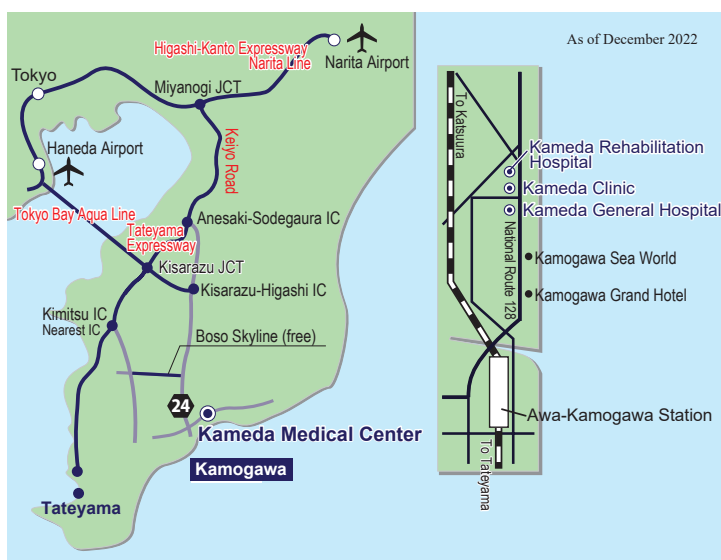 As of December 2022
Higashi-Kanto Expressway
Narita Line
Narita Airport
Tokyo
Miyanogi JCT
Haneda Airport
Keiyo Road
Tokyo Bay Aqua Line
Anesaki-Sodegaura IC
Tateyama
Expressway
Kisarazu JCT
Kisarazu-Higashi IC
Kimitsu IC
Nearest IC
Boso Skyline (free)
24
Kameda Medical Center
Kamogawa
Tateyama
To Katsuura
Kameda Rehabilitation
Hospital
Kameda Clinic
Kameda General Hospital
National Route 128
Kamogawa Sea World
Kamogawa Grand Hotel
Awa-Kamogawa Station
To Tateyama